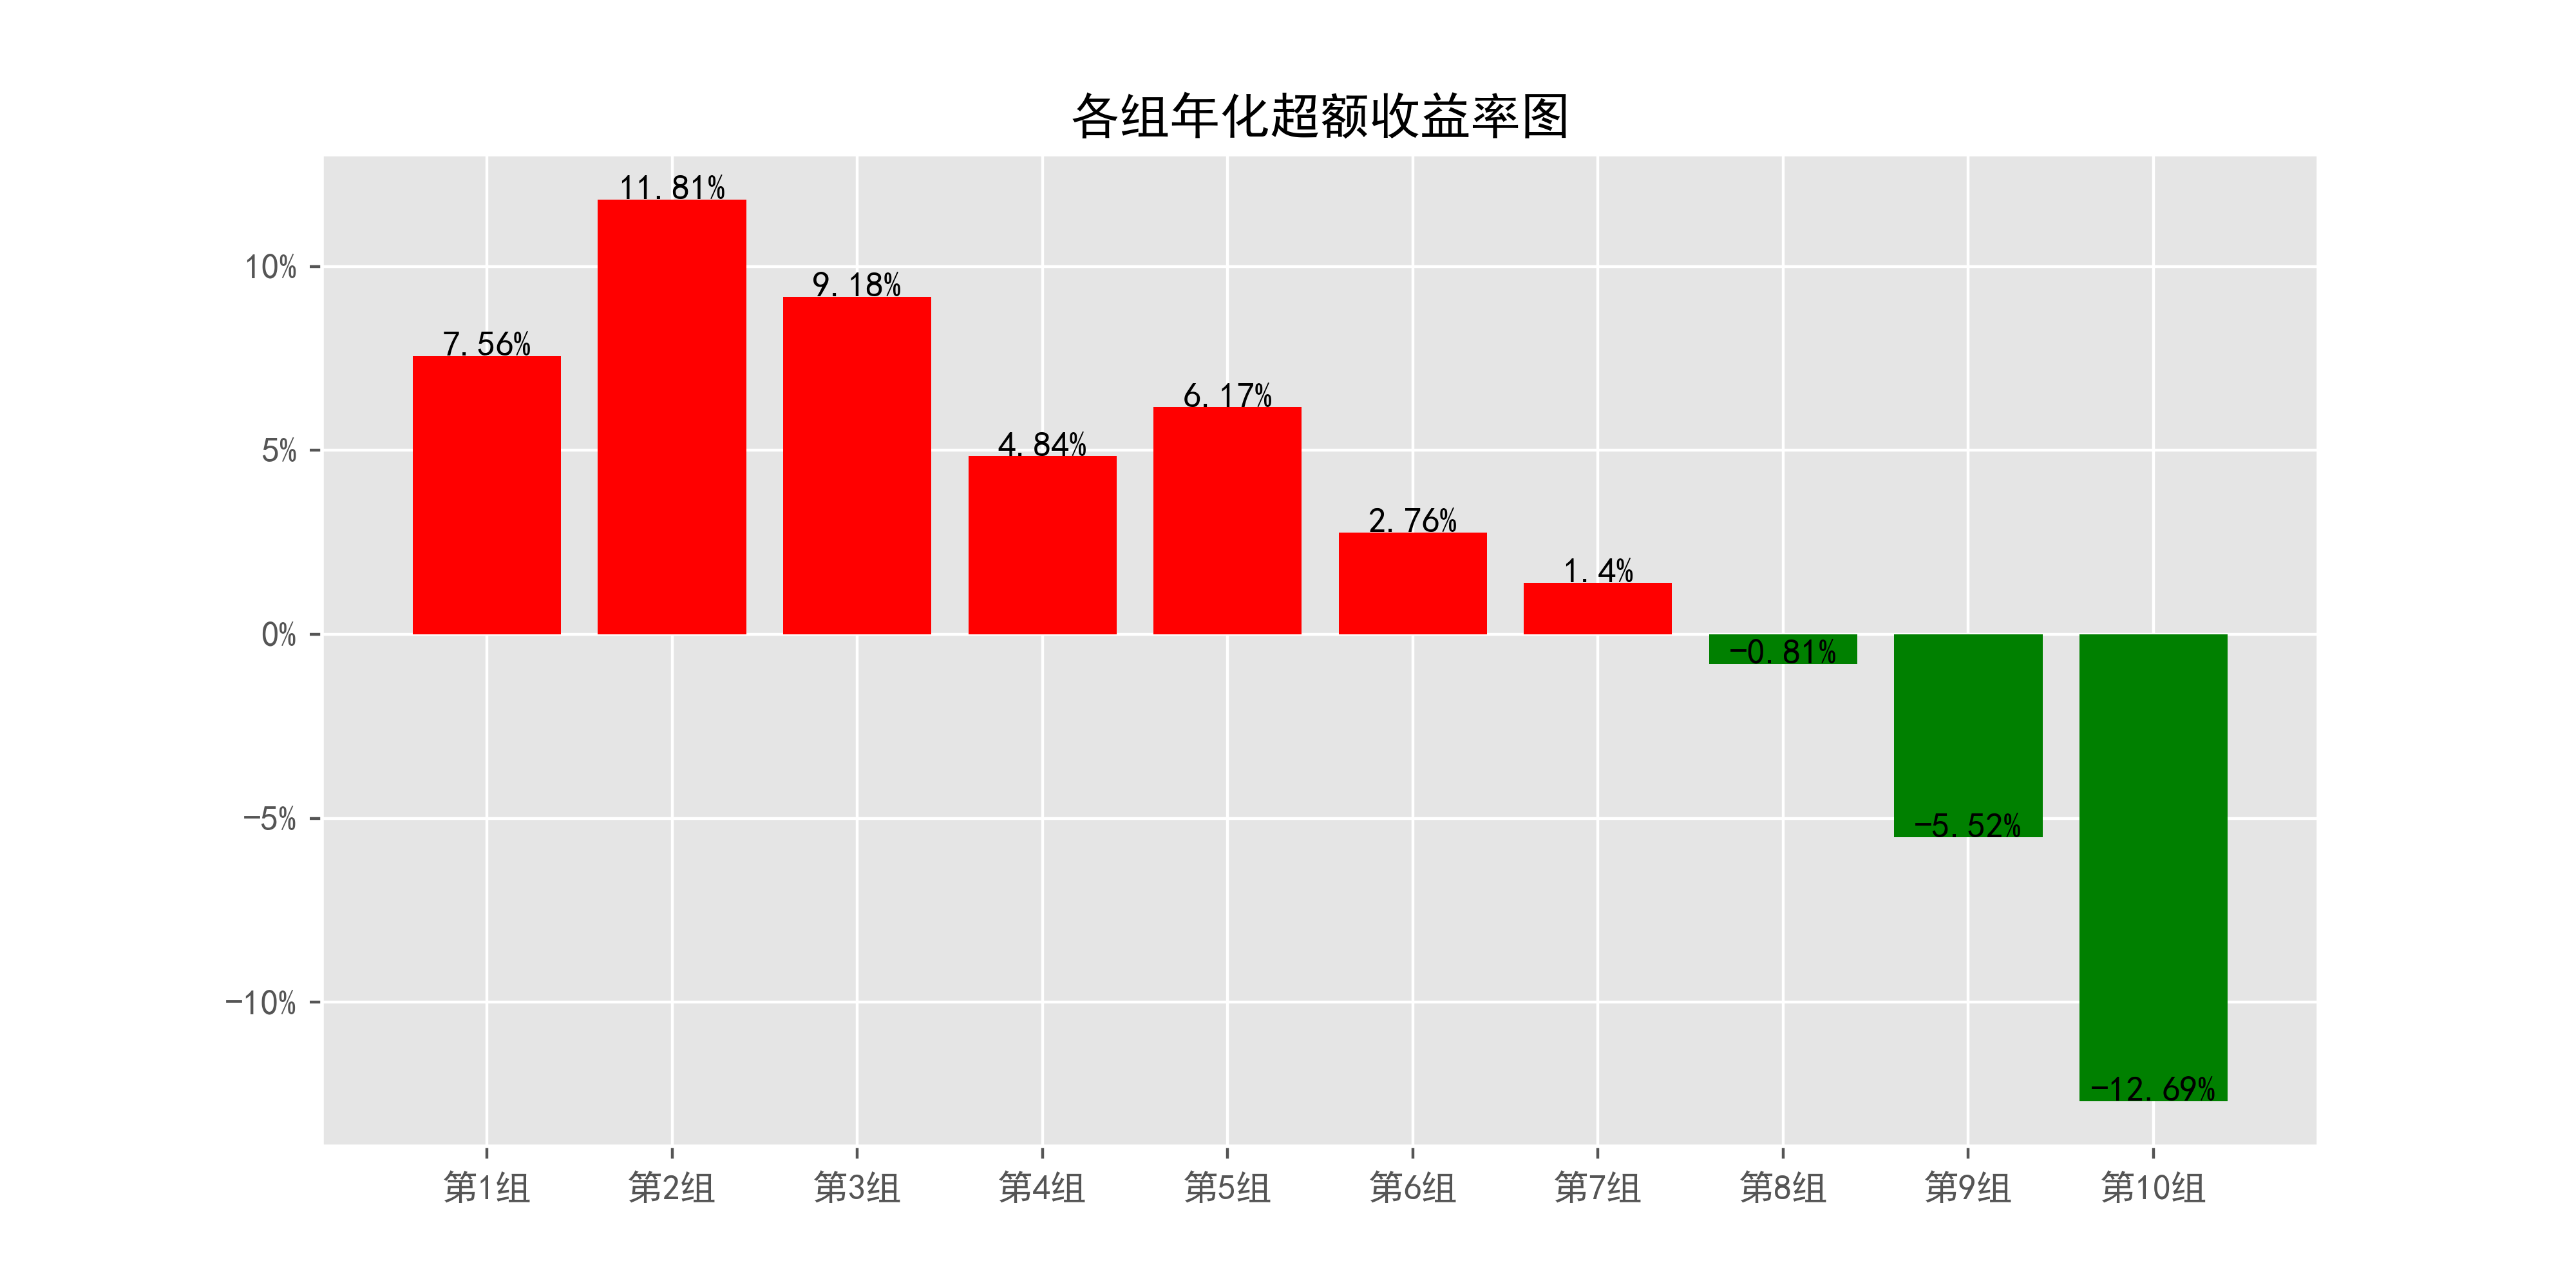 各组年化超额收益率图
10%
5%
0%
-5%
-10%
7.56%
11.81%
9.18%
4.84%
6.17%
2.76%
1.4%
-0.81%
-5.52%
-12.69%
第1组
第2组
第3组
第4组
第5组
第6组
第7组
第8组
第9组
第10组